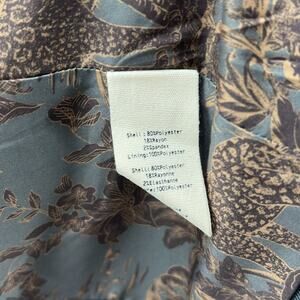 Shell: 80%Polyester
18%Rayon
2%Spandex
Lining:100%Polyester
Shell: 80%Polyester
18%Rayonne
2%Elasthanne
100%Polyester